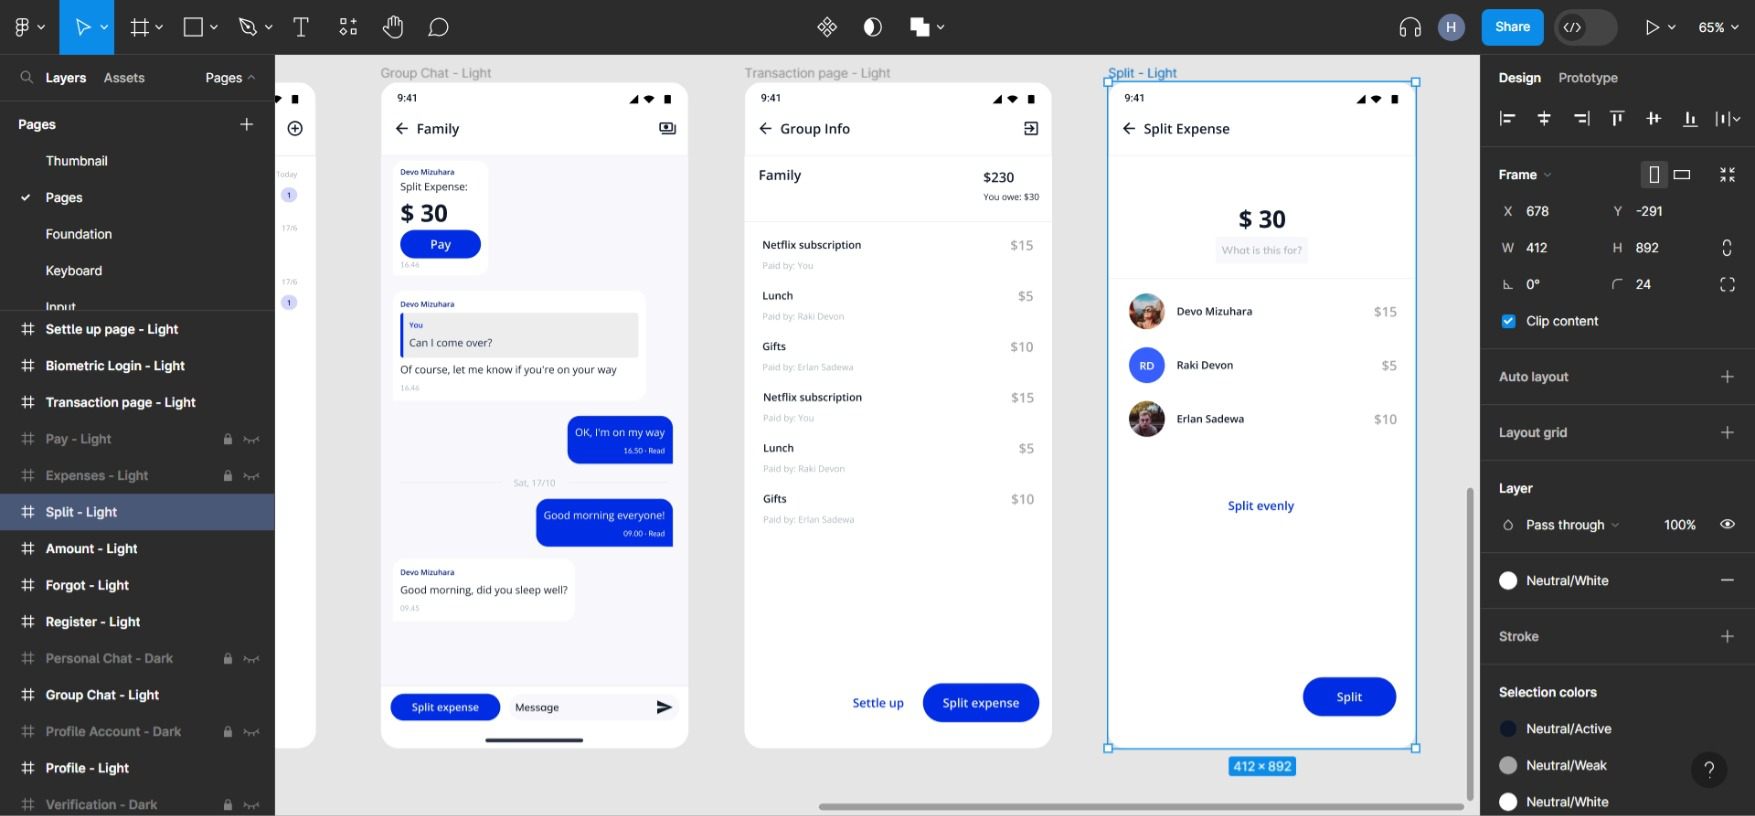 H
Share
65%
Layers
Assets
Pages
Pages
Thumbnail
Pages
Foundation
Keyboard
Input
Settle up page - Light
Biometric Login - Light
Transaction page - Light
Pay - Light
Expenses - Light
Split - Light
Amount - Light
Forgot - Light
Register - Light
Personal Chat - Dark
Group Chat - Light
Profile Account - Dark
Profile - Light
Verification - Dark
Today
1
17/6
17/6
1
Group Chat - Light
9:41
Family
Devo Mizuhara
Split Expense:
$ 30
Pay
16.46
Devo Mizuhara
You
Can I come over?
Of course, let me know if you're on your way
16.46
OK, I'm on my way
16.50 · Read
Sat, 17/10
Good morning everyone!
09.00 · Read
Devo Mizuhara
Good morning, did you sleep well?
09.45
Split expense
Message
Transaction page - Light
9:41
Group Info
Family
$230
You owe: $30
Netflix subscription
$15
Paid by: You
Lunch
$5
Paid by: Raki Devon
Gifts
$10
Paid by: Erlan Sadewa
Netflix subscription
$15
Paid by: You
Lunch
$5
Paid by: Raki Devon
Gifts
$10
Paid by: Erlan Sadewa
Settle up
Split expense
Split - Light
9:41
Split Expense
$ 30
What is this for?
Devo Mizuhara
$15
RD
Raki Devon
$5
Erlan Sadewa
$10
Split evenly
Split
412 × 892
Design
Prototype
Frame
X 678
Y -291
W 412
H 892
0°
24
Clip content
Auto layout
Layout grid
Layer
Pass through
100%
Neutral/White
Stroke
Selection colors
Neutral/Active
Neutral/Weak
Neutral/White
?